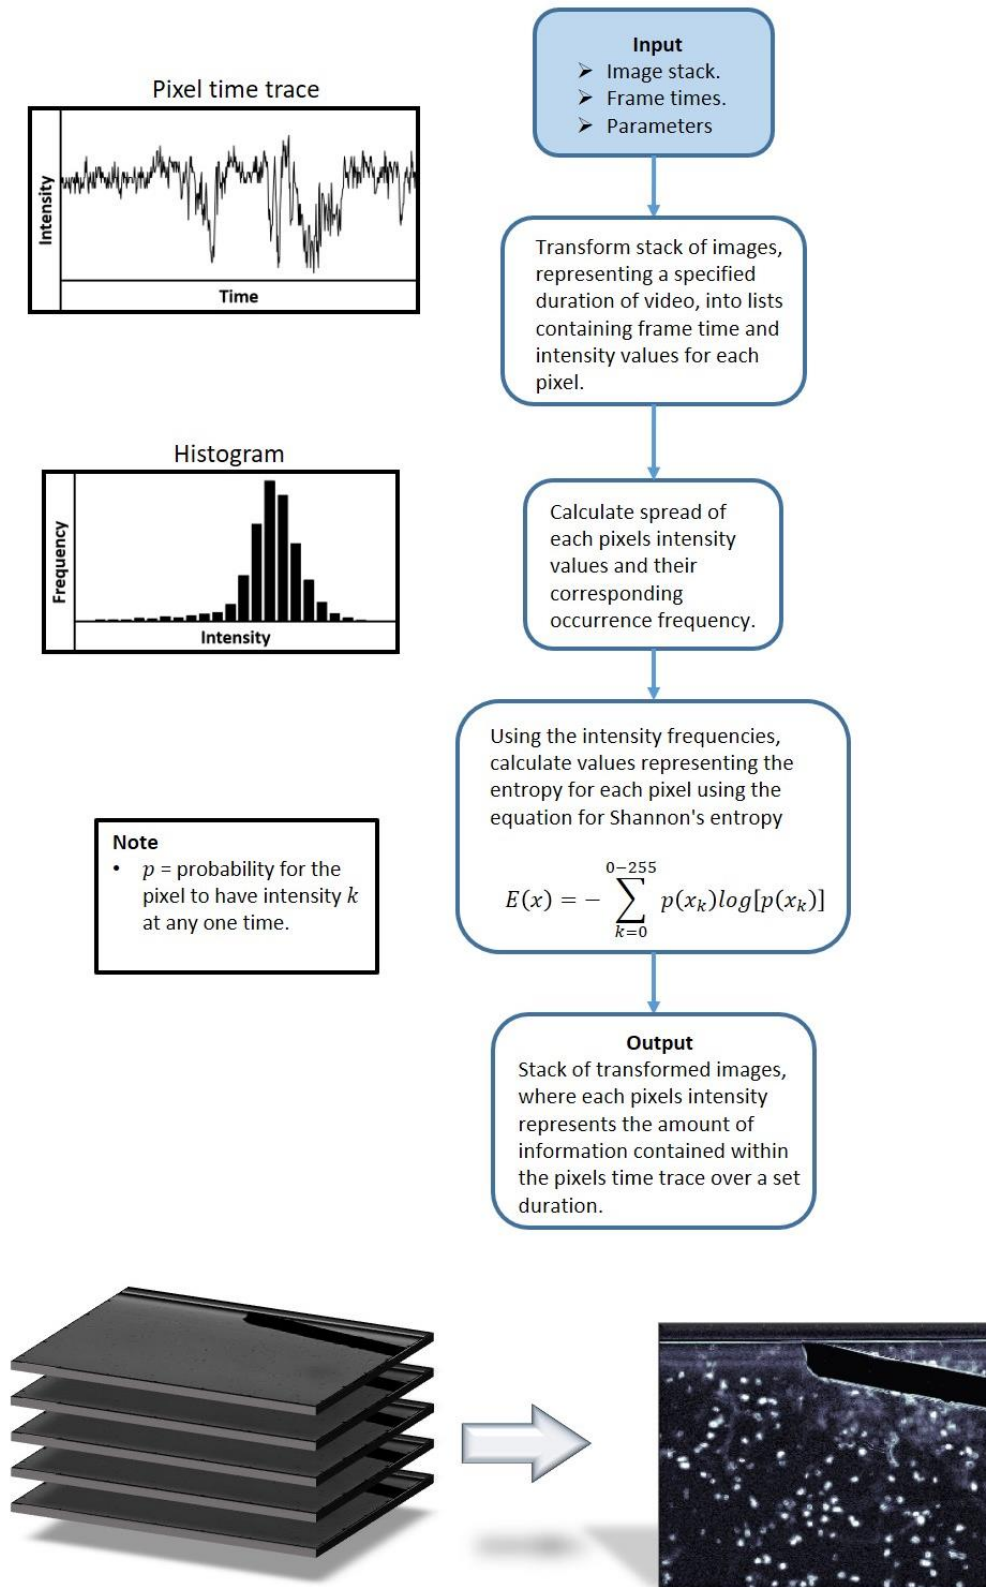 Input
➢ Image stack.
➢ Frame times.
➢ Parameters
Pixel time trace
Intensity
Time
Transform stack of images,
representing a specified
duration of video, into lists
containing frame time and
intensity values for each
pixel.
Histogram
Frequency
Intensity
Calculate spread of
each pixels intensity
values and their
corresponding
occurrence frequency.
Using the intensity frequencies,
calculate values representing the
entropy for each pixel using the
equation for Shannon's entropy
0−255
E(x) = − ∑ p(x_k)log[p(x_k)]
k=0
Note
• p = probability for the
pixel to have intensity k
at any one time.
Output
Stack of transformed images,
where each pixels intensity
represents the amount of
information contained within
the pixels time trace over a set
duration.